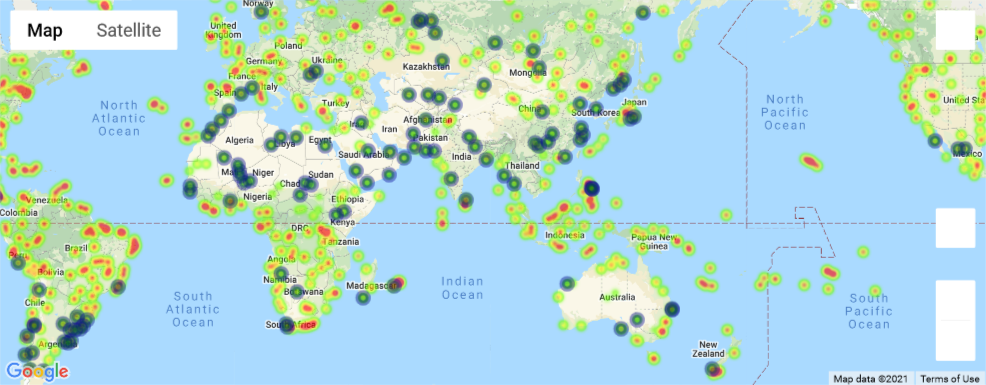 Map Satellite
Norway
United
Kingdom
Poland
Germany
Ukraine
France
Italy
Spain
Turkey
Kazakhstan
Mongolia
North
Atlantic
Ocean
North
Pacific
Ocean
United Sta
Mexico
China
South Korea
Japan
Afghanistan
Iran
Iraq
Pakistan
Algeria
Libya
Egypt
Saudi Arabia
India
Thailand
Mali
Niger
Chad
Sudan
Nigeria
Ethiopia
Kenya
DRC
Tanzania
Venezuela
Colombia
Brazil
Peru
Bolivia
Chile
Argentina
Indonesia
Papua New
Guinea
Angola
Namibia
Botswana
Madagascar
South Africa
South
Atlantic
Ocean
Indian
Ocean
Australia
South
Pacific
Ocean
New
Zealand
Google
Map data ©2021 Terms of Use